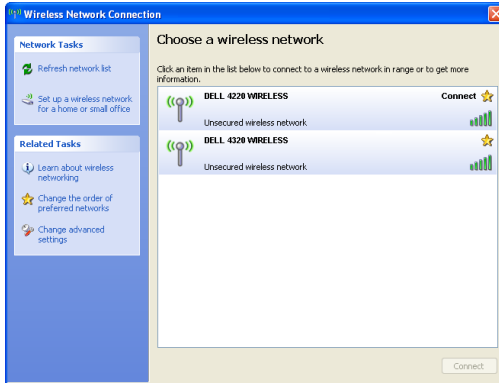 Wireless Network Connection
Network Tasks
Refresh network list
Set up a wireless network
for a home or small office
Related Tasks
Learn about wireless
networking
Change the order of
preferred networks
Change advanced
settings
Choose a wireless network
Click an item in the list below to connect to a wireless network in range or to get more
information.
DELL 4220 WIRELESS Connect
Unsecured wireless network
DELL 4320 WIRELESS
Unsecured wireless network
Connect